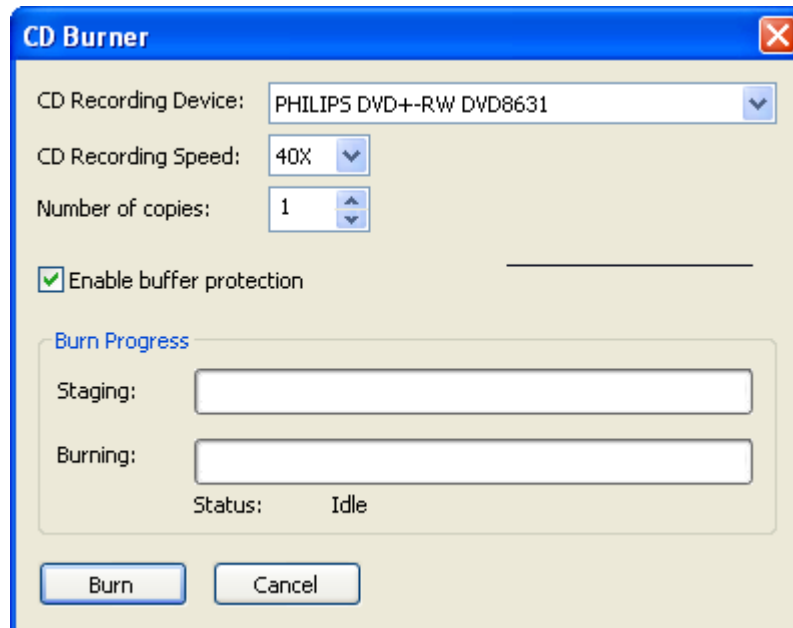 CD Burner
CD Recording Device: PHILIPS DVD+-RW DVD8631
CD Recording Speed: 40X
Number of copies: 1
Enable buffer protection
Burn Progress
Staging:
Burning:
Status: Idle
Burn Cancel